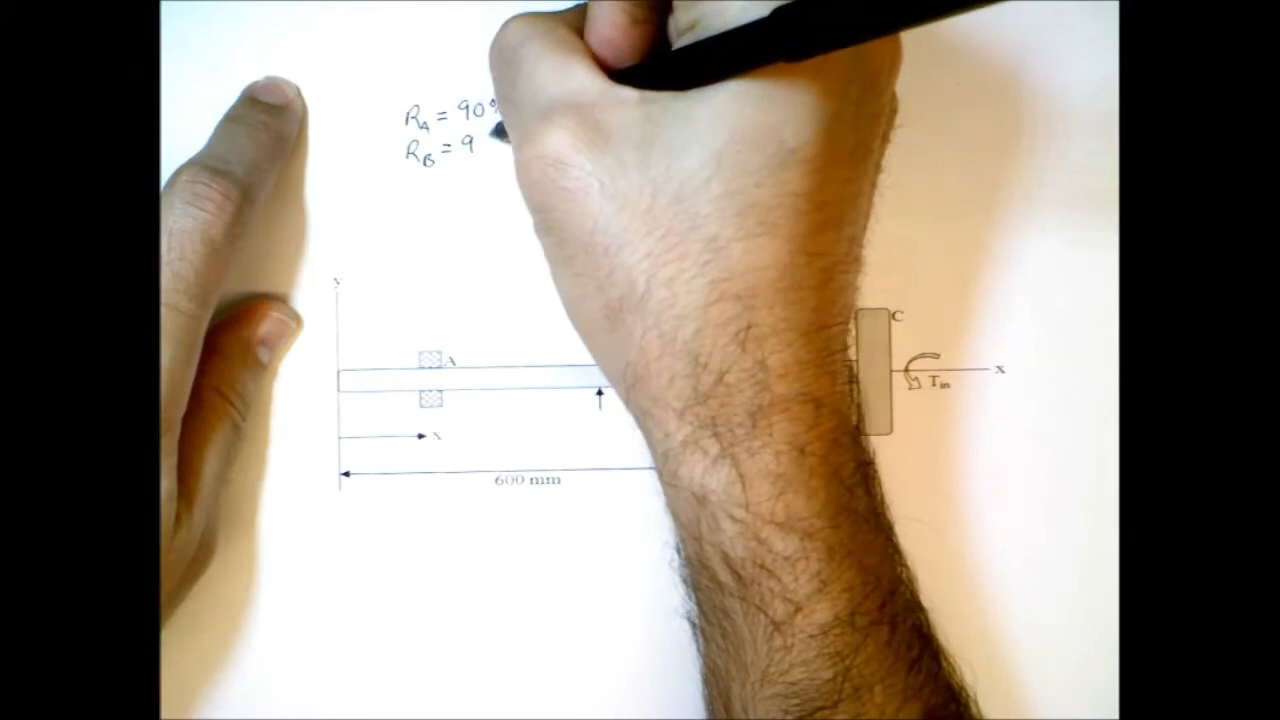 R_A = 90%
R_B = 9
y
A
C
T_in
x
x
600 mm